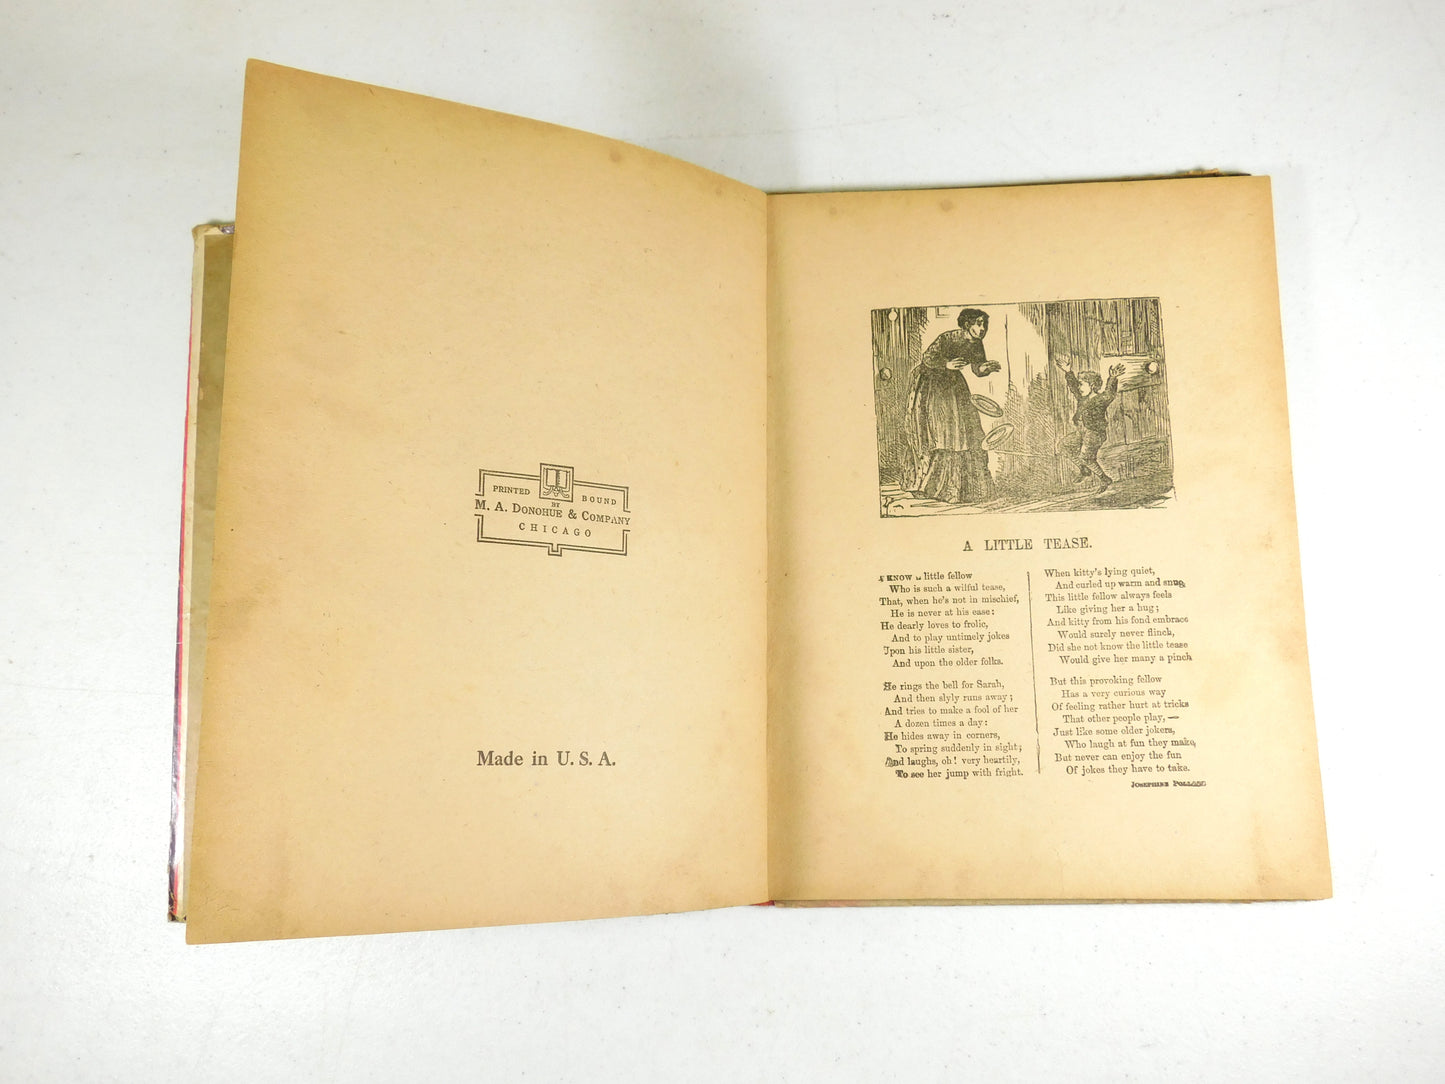 PRINTED BOUND
BY
M. A. DONOHUE & COMPANY
CHICAGO
Made in U. S. A.
A LITTLE TEASE.
I KNOW a little fellow
Who is such a wilful tease,
That, when he's not in mischief,
He is never at his ease:
He dearly loves to frolic,
And to play untimely jokes
Upon his little sister,
And upon the older folks.
He rings the bell for Sarah,
And then slyly runs away;
And tries to make a fool of her
A dozen times a day:
He hides away in corners,
To spring suddenly in sight;
And laughs, oh! very heartily,
To see her jump with fright.
When kitty's lying quiet,
And curled up warm and snug,
This little fellow always feels
Like giving her a hug;
And kitty from his fond embrace
Would surely never flinch,
Did she not know the little tease
Would give her many a pinch
But this provoking fellow
Has a very curious way
Of feeling rather hurt at tricks
That other people play,—
Just like some older jokers,
Who laugh at fun they make,
But never can enjoy the fun
Of jokes they have to take.
JOSEPHINE POLLARD.